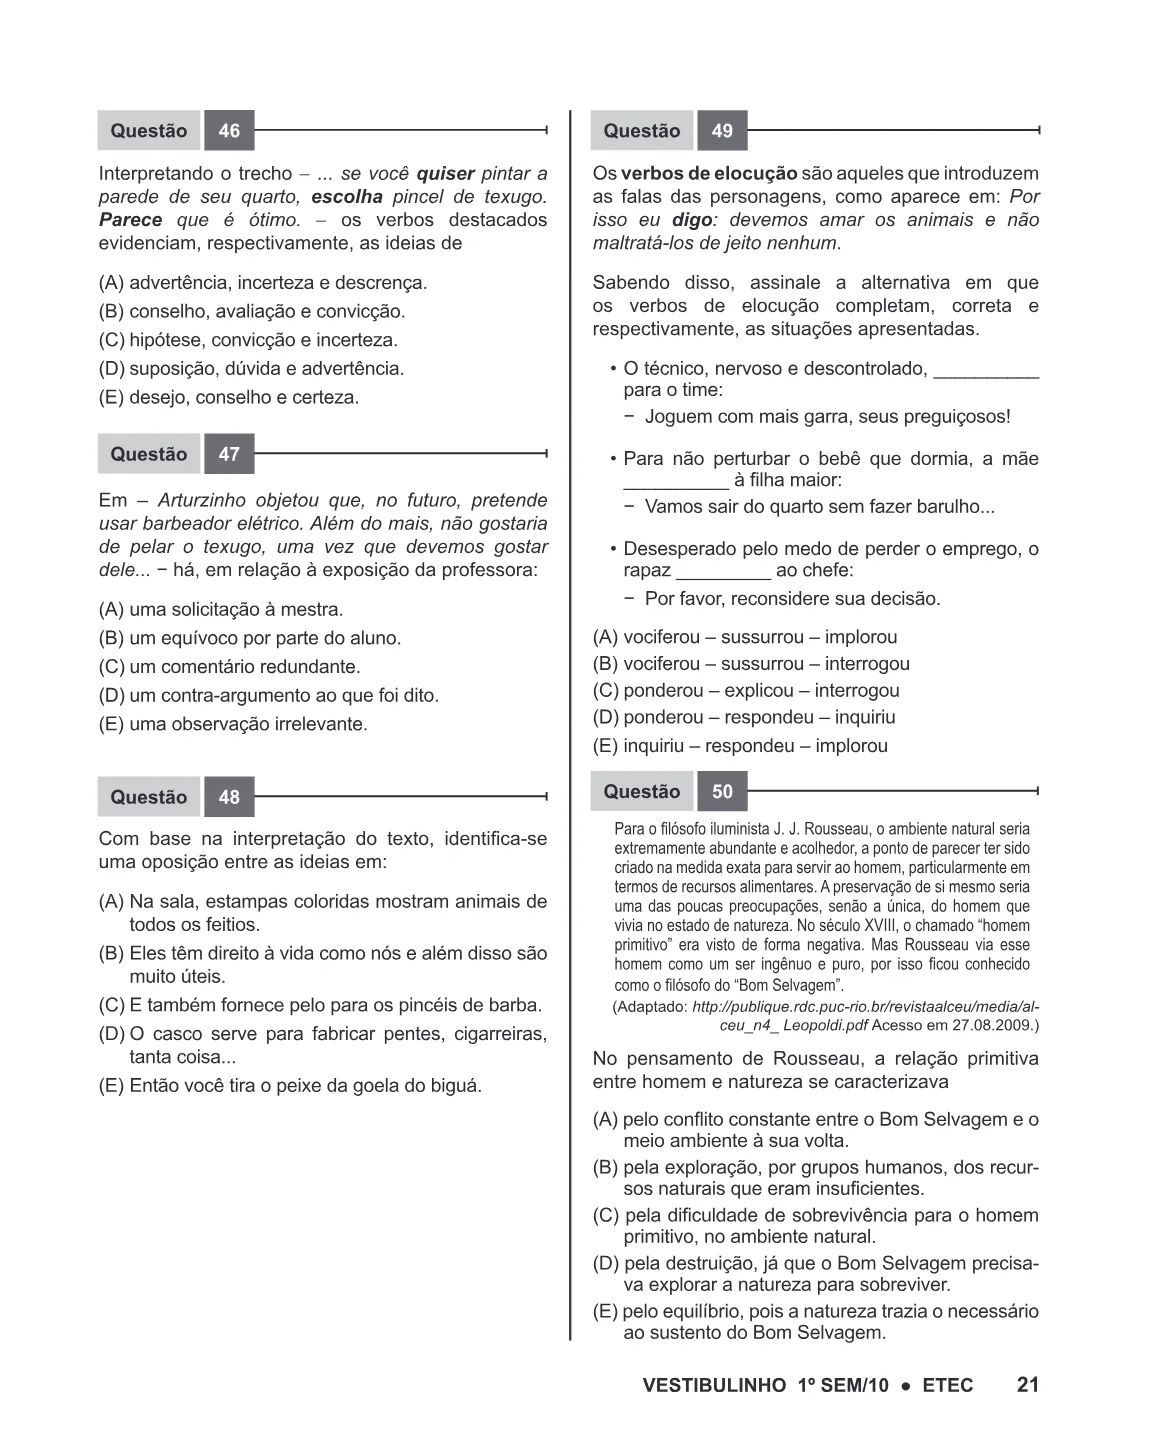 Questão 46
Interpretando o trecho – ... se você quiser pintar a
parede de seu quarto, escolha pincel de texugo.
Parece que é ótimo. – os verbos destacados
evidenciam, respectivamente, as ideias de
(A) advertência, incerteza e descrença.
(B) conselho, avaliação e convicção.
(C) hipótese, convicção e incerteza.
(D) suposição, dúvida e advertência.
(E) desejo, conselho e certeza.
Questão 47
Em – Arturzinho objetou que, no futuro, pretende
usar barbeador elétrico. Além do mais, não gostaria
de pelar o texugo, uma vez que devemos gostar
dele... − há, em relação à exposição da professora:
(A) uma solicitação à mestra.
(B) um equívoco por parte do aluno.
(C) um comentário redundante.
(D) um contra-argumento ao que foi dito.
(E) uma observação irrelevante.
Questão 48
Com base na interpretação do texto, identifica-se
uma oposição entre as ideias em:
(A) Na sala, estampas coloridas mostram animais de
todos os feitios.
(B) Eles têm direito à vida como nós e além disso são
muito úteis.
(C) E também fornece pelo para os pincéis de barba.
(D) O casco serve para fabricar pentes, cigarreiras,
tanta coisa...
(E) Então você tira o peixe da goela do biguá.
Questão 49
Os verbos de elocução são aqueles que introduzem
as falas das personagens, como aparece em: Por
isso eu digo: devemos amar os animais e não
maltratá-los de jeito nenhum.
Sabendo disso, assinale a alternativa em que
os verbos de elocução completam, correta e
respectivamente, as situações apresentadas.
• O técnico, nervoso e descontrolado, __________
para o time:
− Joguem com mais garra, seus preguiçosos!
• Para não perturbar o bebê que dormia, a mãe
__________ à filha maior:
− Vamos sair do quarto sem fazer barulho...
• Desesperado pelo medo de perder o emprego, o
rapaz _________ ao chefe:
− Por favor, reconsidere sua decisão.
(A) vociferou – sussurrou – implorou
(B) vociferou – sussurrou – interrogou
(C) ponderou – explicou – interrogou
(D) ponderou – respondeu – inquiriu
(E) inquiriu – respondeu – implorou
Questão 50
Para o filósofo iluminista J. J. Rousseau, o ambiente natural seria
extremamente abundante e acolhedor, a ponto de parecer ter sido
criado na medida exata para servir ao homem, particularmente em
termos de recursos alimentares. A preservação de si mesmo seria
uma das poucas preocupações, senão a única, do homem que
vivia no estado de natureza. No século XVIII, o chamado “homem
primitivo” era visto de forma negativa. Mas Rousseau via esse
homem como um ser ingênuo e puro, por isso ficou conhecido
como o filósofo do “Bom Selvagem”.
(Adaptado: http://publique.rdc.puc-rio.br/revistaalceu/media/al-
ceu_n4_ Leopoldi.pdf Acesso em 27.08.2009.)
No pensamento de Rousseau, a relação primitiva
entre homem e natureza se caracterizava
(A) pelo conflito constante entre o Bom Selvagem e o
meio ambiente à sua volta.
(B) pela exploração, por grupos humanos, dos recur-
sos naturais que eram insuficientes.
(C) pela dificuldade de sobrevivência para o homem
primitivo, no ambiente natural.
(D) pela destruição, já que o Bom Selvagem precisa-
va explorar a natureza para sobreviver.
(E) pelo equilíbrio, pois a natureza trazia o necessário
ao sustento do Bom Selvagem.
VESTIBULINHO 1º SEM/10 ● ETEC 21